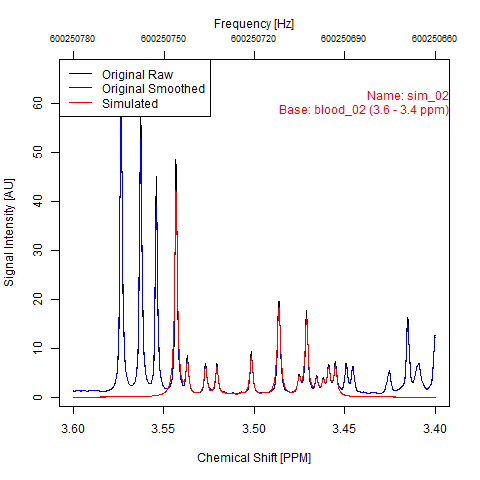 Frequency [Hz]
600250780 600250750 600250720 600250690 600250660
Original Raw
Original Smoothed
Simulated
Name: sim_02
Base: blood_02 (3.6 - 3.4 ppm)
Signal Intensity [AU]
60
50
40
30
20
10
0
3.60 3.55 3.50 3.45 3.40
Chemical Shift [PPM]